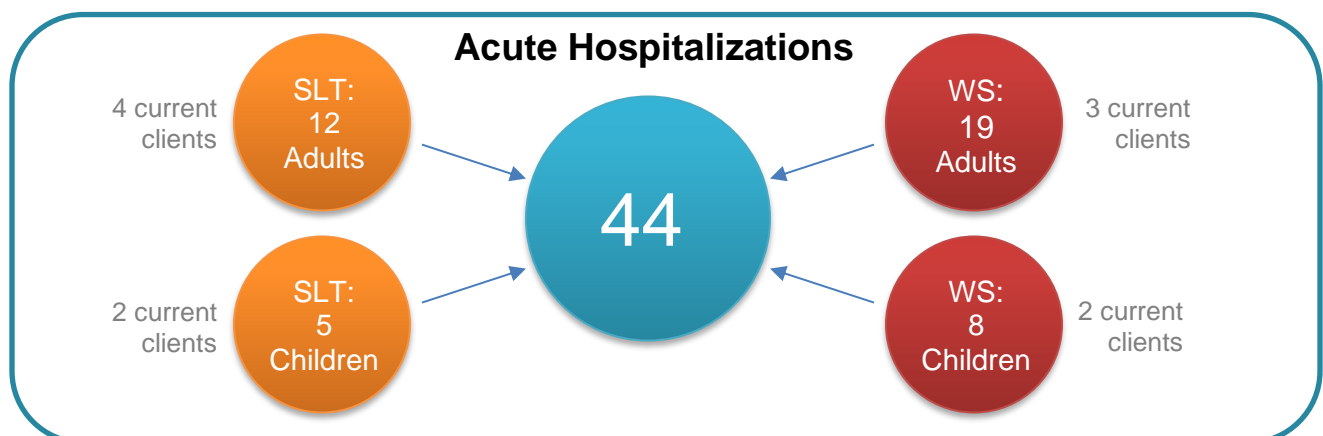 Acute Hospitalizations
4 current
clients
SLT:
12
Adults
WS:
19
Adults
3 current
clients
44
2 current
clients
SLT:
5
Children
WS:
8
Children
2 current
clients